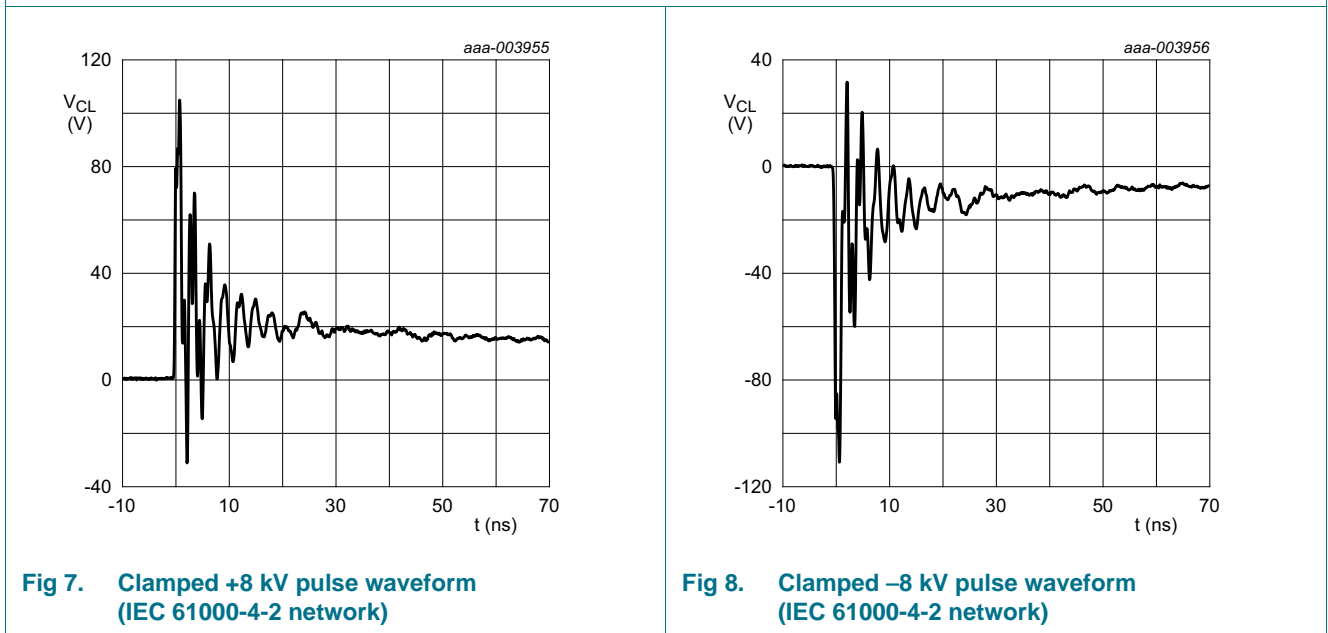 aaa-003955
120
VCL
(V)
80
40
0
-40
-10
10
30
50
70
t (ns)
Fig 7. Clamped +8 kV pulse waveform
(IEC 61000-4-2 network)
aaa-003956
40
VCL
(V)
0
-40
-80
-120
-10
10
30
50
70
t (ns)
Fig 8. Clamped −8 kV pulse waveform
(IEC 61000-4-2 network)